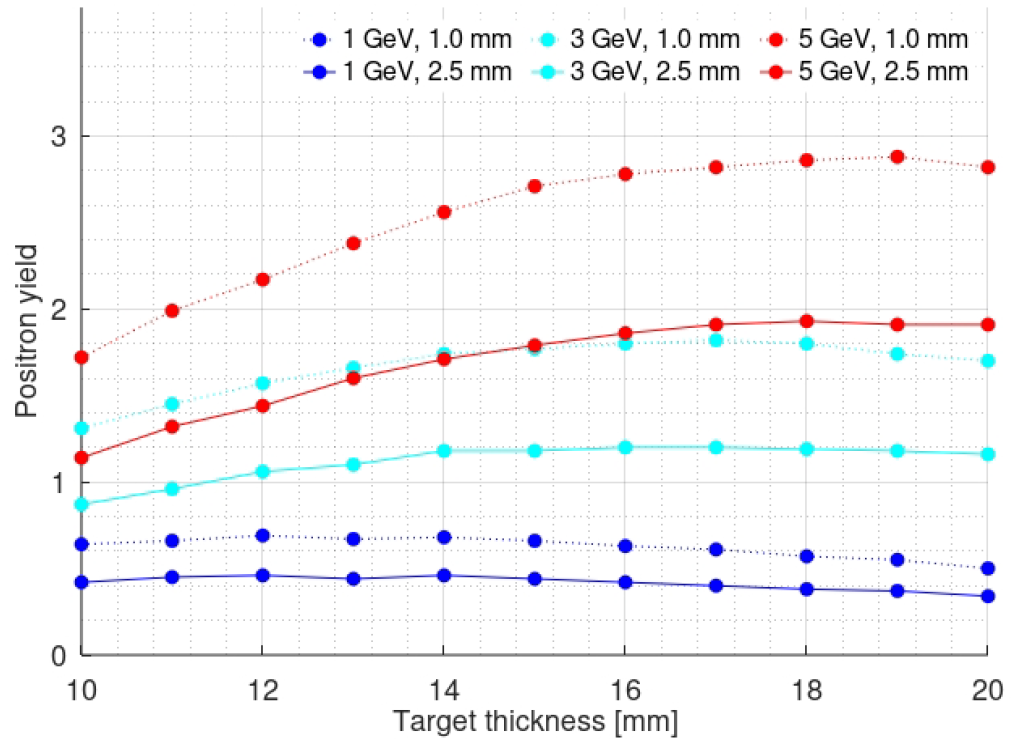 1 GeV, 1.0 mm 3 GeV, 1.0 mm 5 GeV, 1.0 mm
1 GeV, 2.5 mm 3 GeV, 2.5 mm 5 GeV, 2.5 mm
3
2
1
0
Positron yield
10 12 14 16 18 20
Target thickness [mm]